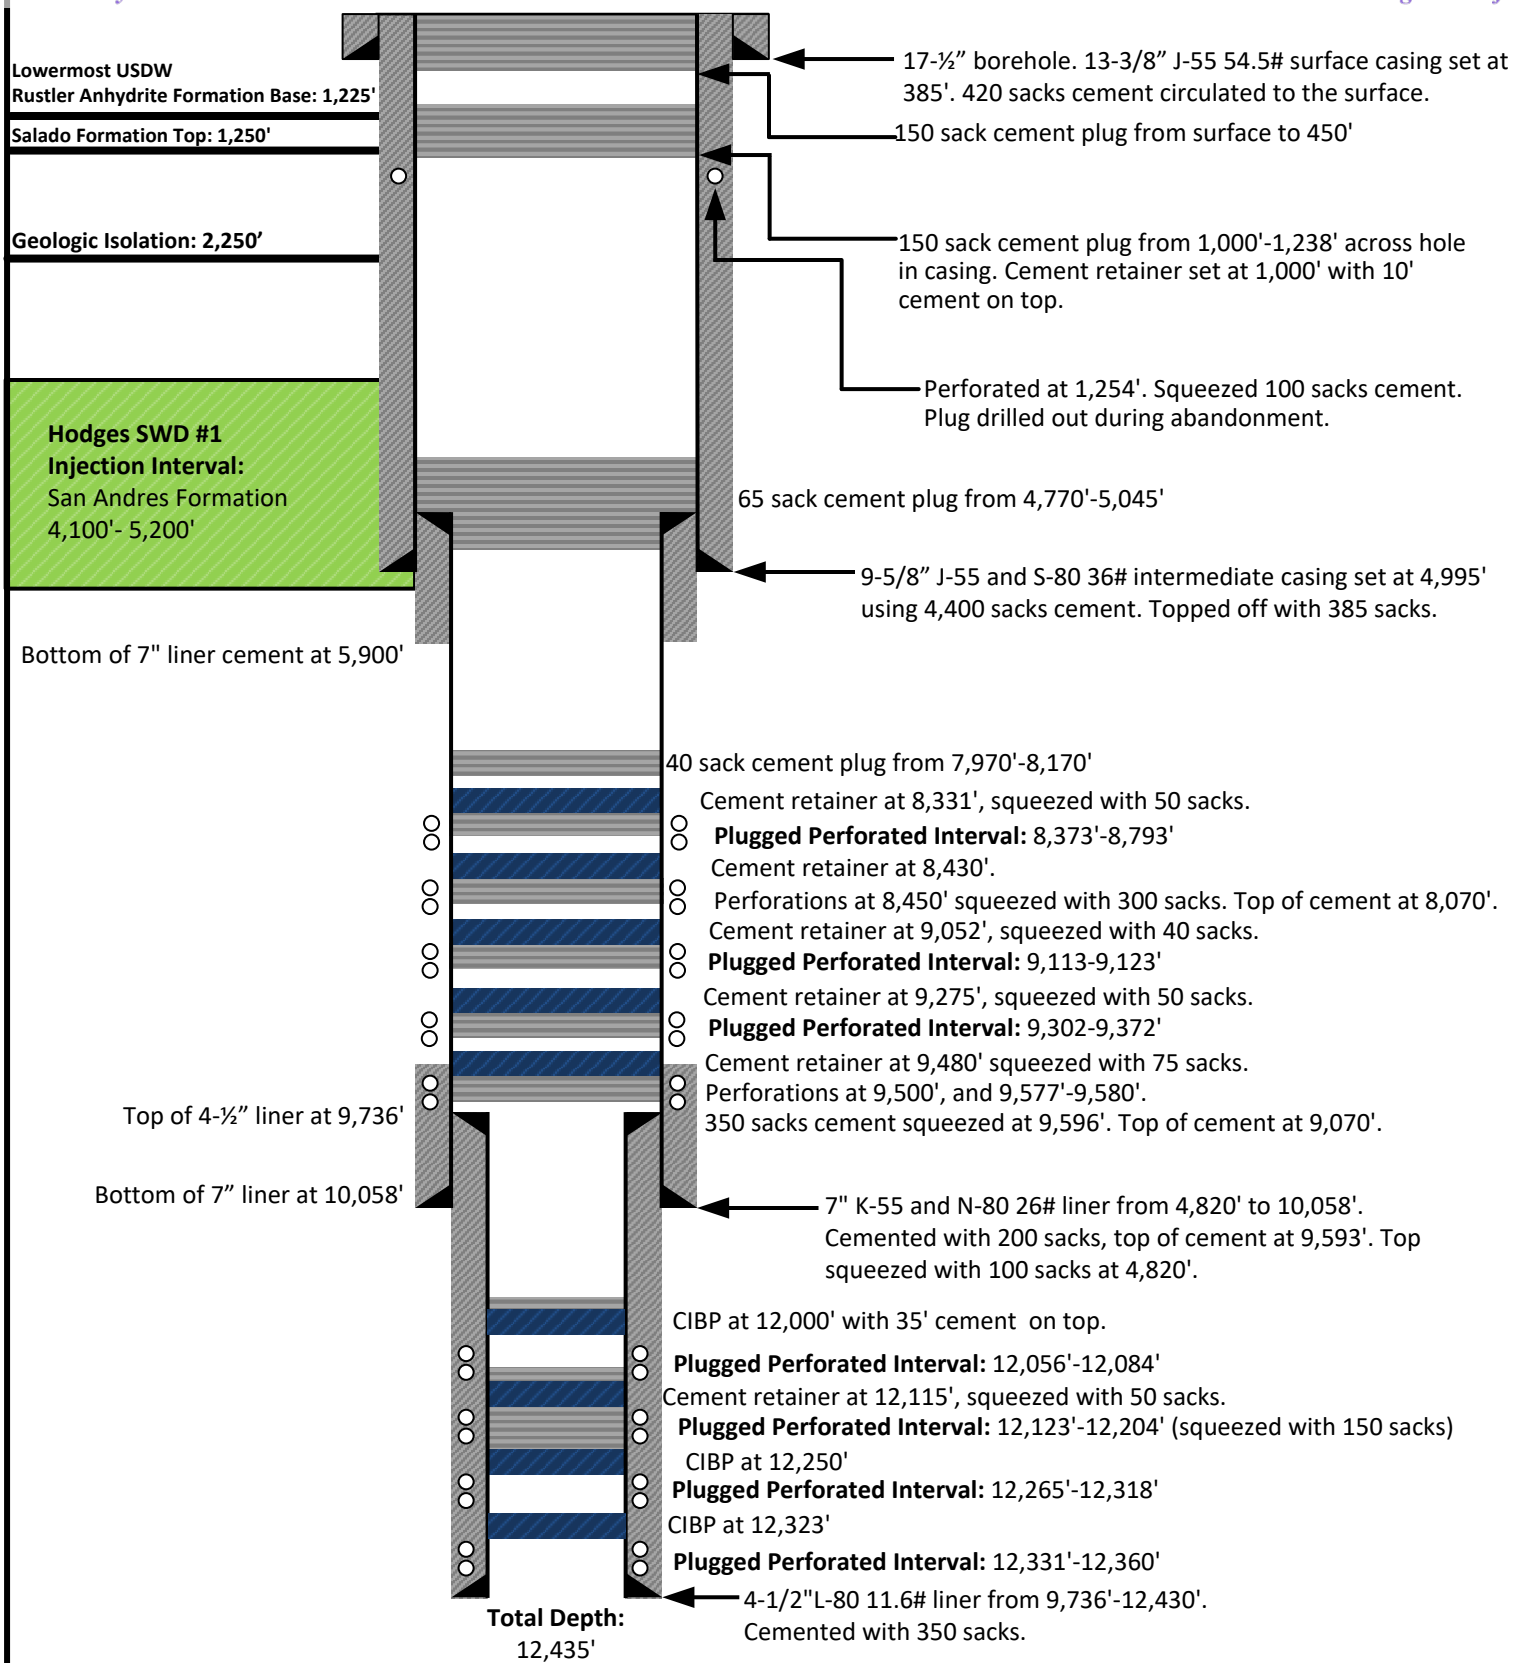 Lowermost USDW
Rustler Anhydrite Formation Base: 1,225'
Salado Formation Top: 1,250'
Geologic Isolation: 2,250’
Hodges SWD #1
Injection Interval:
San Andres Formation
4,100'- 5,200'
Bottom of 7" liner cement at 5,900'
Top of 4-½” liner at 9,736'
Bottom of 7” liner at 10,058'
17-½” borehole. 13-3/8” J-55 54.5# surface casing set at
385'. 420 sacks cement circulated to the surface.
150 sack cement plug from surface to 450'
150 sack cement plug from 1,000'-1,238' across hole
in casing. Cement retainer set at 1,000' with 10'
cement on top.
Perforated at 1,254'. Squeezed 100 sacks cement.
Plug drilled out during abandonment.
65 sack cement plug from 4,770'-5,045'
9-5/8” J-55 and S-80 36# intermediate casing set at 4,995'
using 4,400 sacks cement. Topped off with 385 sacks.
40 sack cement plug from 7,970'-8,170'
Cement retainer at 8,331', squeezed with 50 sacks.
Plugged Perforated Interval: 8,373'-8,793'
Cement retainer at 8,430'.
Perforations at 8,450' squeezed with 300 sacks. Top of cement at 8,070'.
Cement retainer at 9,052', squeezed with 40 sacks.
Plugged Perforated Interval: 9,113-9,123'
Cement retainer at 9,275', squeezed with 50 sacks.
Plugged Perforated Interval: 9,302-9,372'
Cement retainer at 9,480' squeezed with 75 sacks.
Perforations at 9,500', and 9,577'-9,580'.
350 sacks cement squeezed at 9,596'. Top of cement at 9,070'.
7" K-55 and N-80 26# liner from 4,820' to 10,058'.
Cemented with 200 sacks, top of cement at 9,593'. Top
squeezed with 100 sacks at 4,820'.
CIBP at 12,000' with 35' cement on top.
Plugged Perforated Interval: 12,056'-12,084'
Cement retainer at 12,115', squeezed with 50 sacks.
Plugged Perforated Interval: 12,123'-12,204' (squeezed with 150 sacks)
CIBP at 12,250'
Plugged Perforated Interval: 12,265'-12,318'
CIBP at 12,323'
Plugged Perforated Interval: 12,331'-12,360'
4-1/2"L-80 11.6# liner from 9,736'-12,430'.
Cemented with 350 sacks.
Total Depth:
12,435'